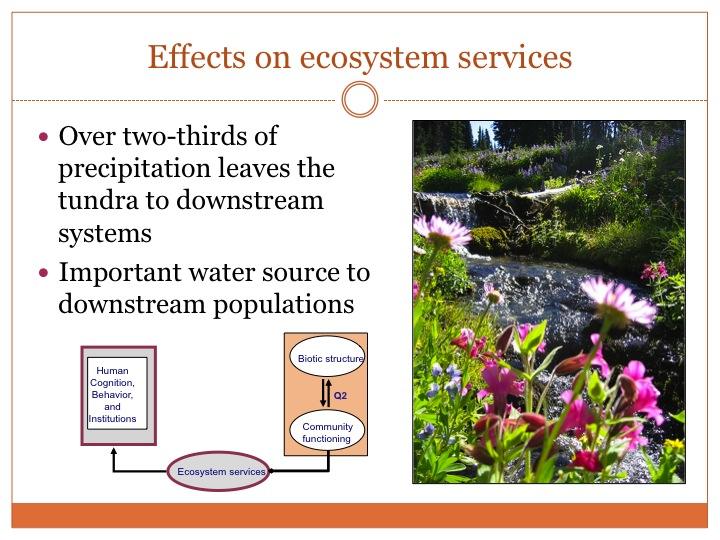 Effects on ecosystem services
• Over two-thirds of
precipitation leaves the
tundra to downstream
systems
• Important water source to
downstream populations
Human
Cognition,
Behavior,
and
Institutions
Biotic structure
Q2
Community
functioning
Ecosystem services